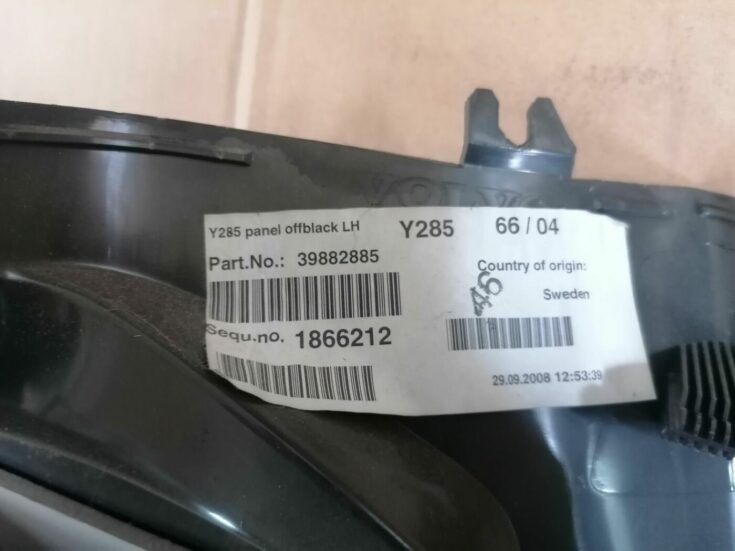 VOLVO
Y285 panel offblack LH Y285 66 / 04
Part.No.: 39882885
Country of origin:
Sweden
46
Sequ.no. 1866212
29.09.2008 12:53:39